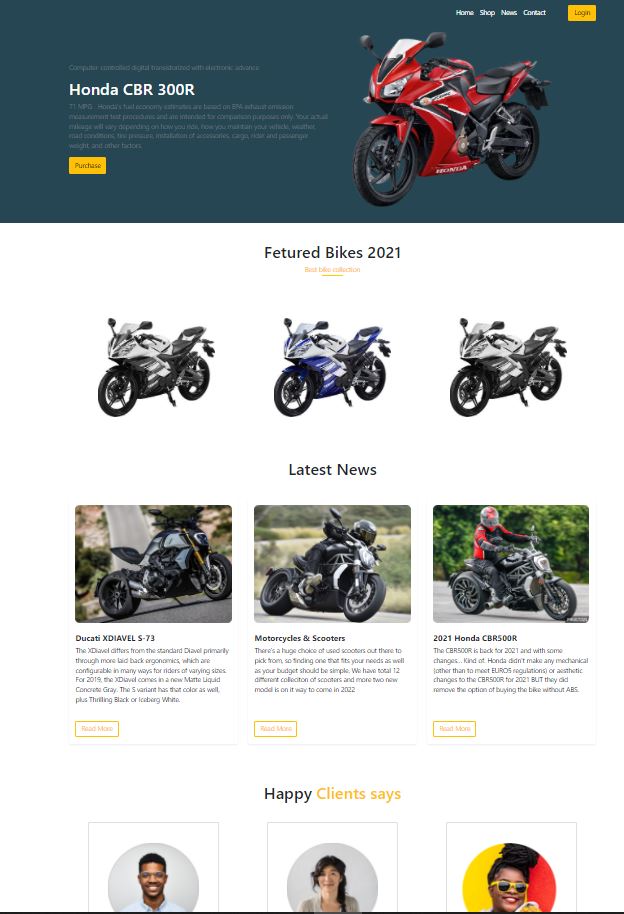 Home Shop News Contact Login
Computer controlled digital transistorized with electronic advance
Honda CBR 300R
71 MPG - Honda's fuel economy estimates are based on EPA exhaust emission
measurement test procedures and are intended for comparison purposes only. Your actual
mileage will vary depending on how you ride, how you maintain your vehicle, weather,
road conditions, tire pressure, installation of accessories, cargo, rider and passenger
weight, and other factors.
Purchase
HONDA
Fetured Bikes 2021
Best bike collection
Latest News
Ducati XDIAVEL S-73
The XDiavel differs from the standard Diavel primarily
through more laid back ergonomics, which are
configurable in many ways for riders of varying sizes.
For 2019, the XDiavel comes in a new Matte Liquid
Concrete Gray. The S variant has that color as well,
plus Thrilling Black or Iceberg White.
Read More
Motorcycles & Scooters
There's a huge choice of used scooters out there to
pick from, so finding one that fits your needs as well
as your budget should be simple. We have total 12
different colleciton of scooters and more two new
model is on it way to come in 2022
Read More
2021 Honda CBR500R
The CBR500R is back for 2021 and with some
changes... Kind of. Honda didn't make any mechanical
(other than to meet EURO5 regulations) or aesthetic
changes to the CBR500R for 2021 BUT they did
remove the option of buying the bike without ABS.
Read More
Happy Clients says